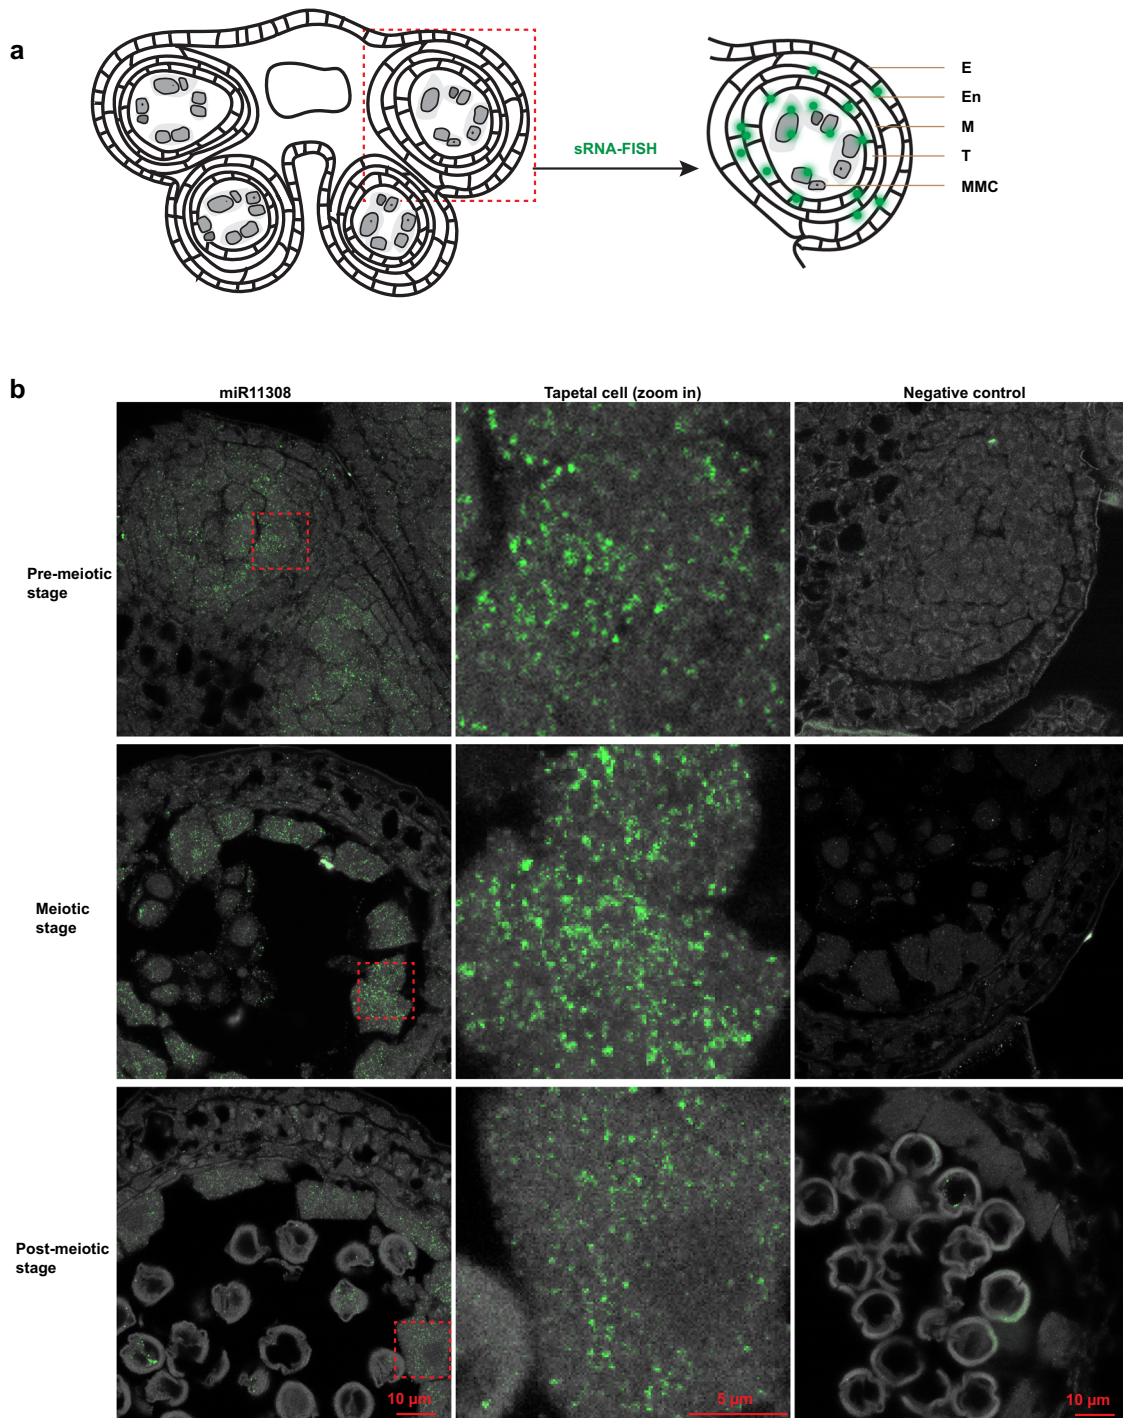 a
sRNA-FISH
E
En
M
T
MMC
b
miR11308
Tapetal cell (zoom in)
Negative control
Pre-meiotic
stage
Meiotic
stage
Post-meiotic
stage
10 µm
5 µm
10 µm